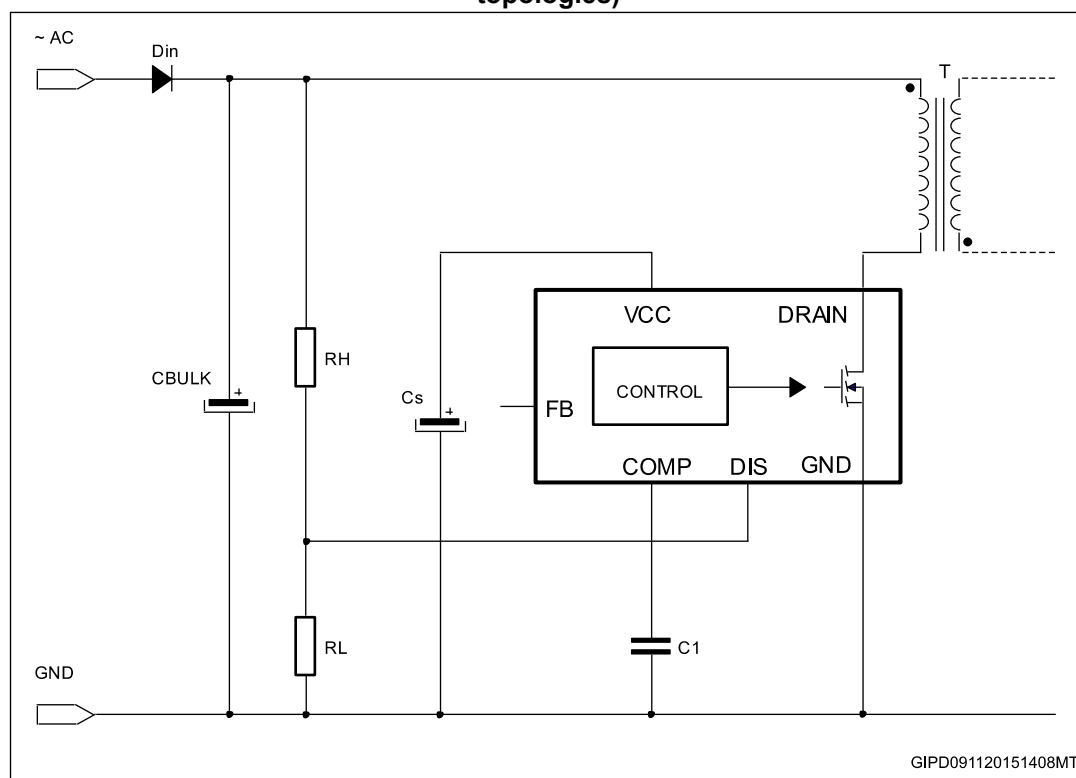 topologies)
~ AC
Din
T
VCC DRAIN
RH
CBULK
+
Cs
+
CONTROL
FB
COMP DIS GND
RL
C1
GND
GIPD091120151408MT